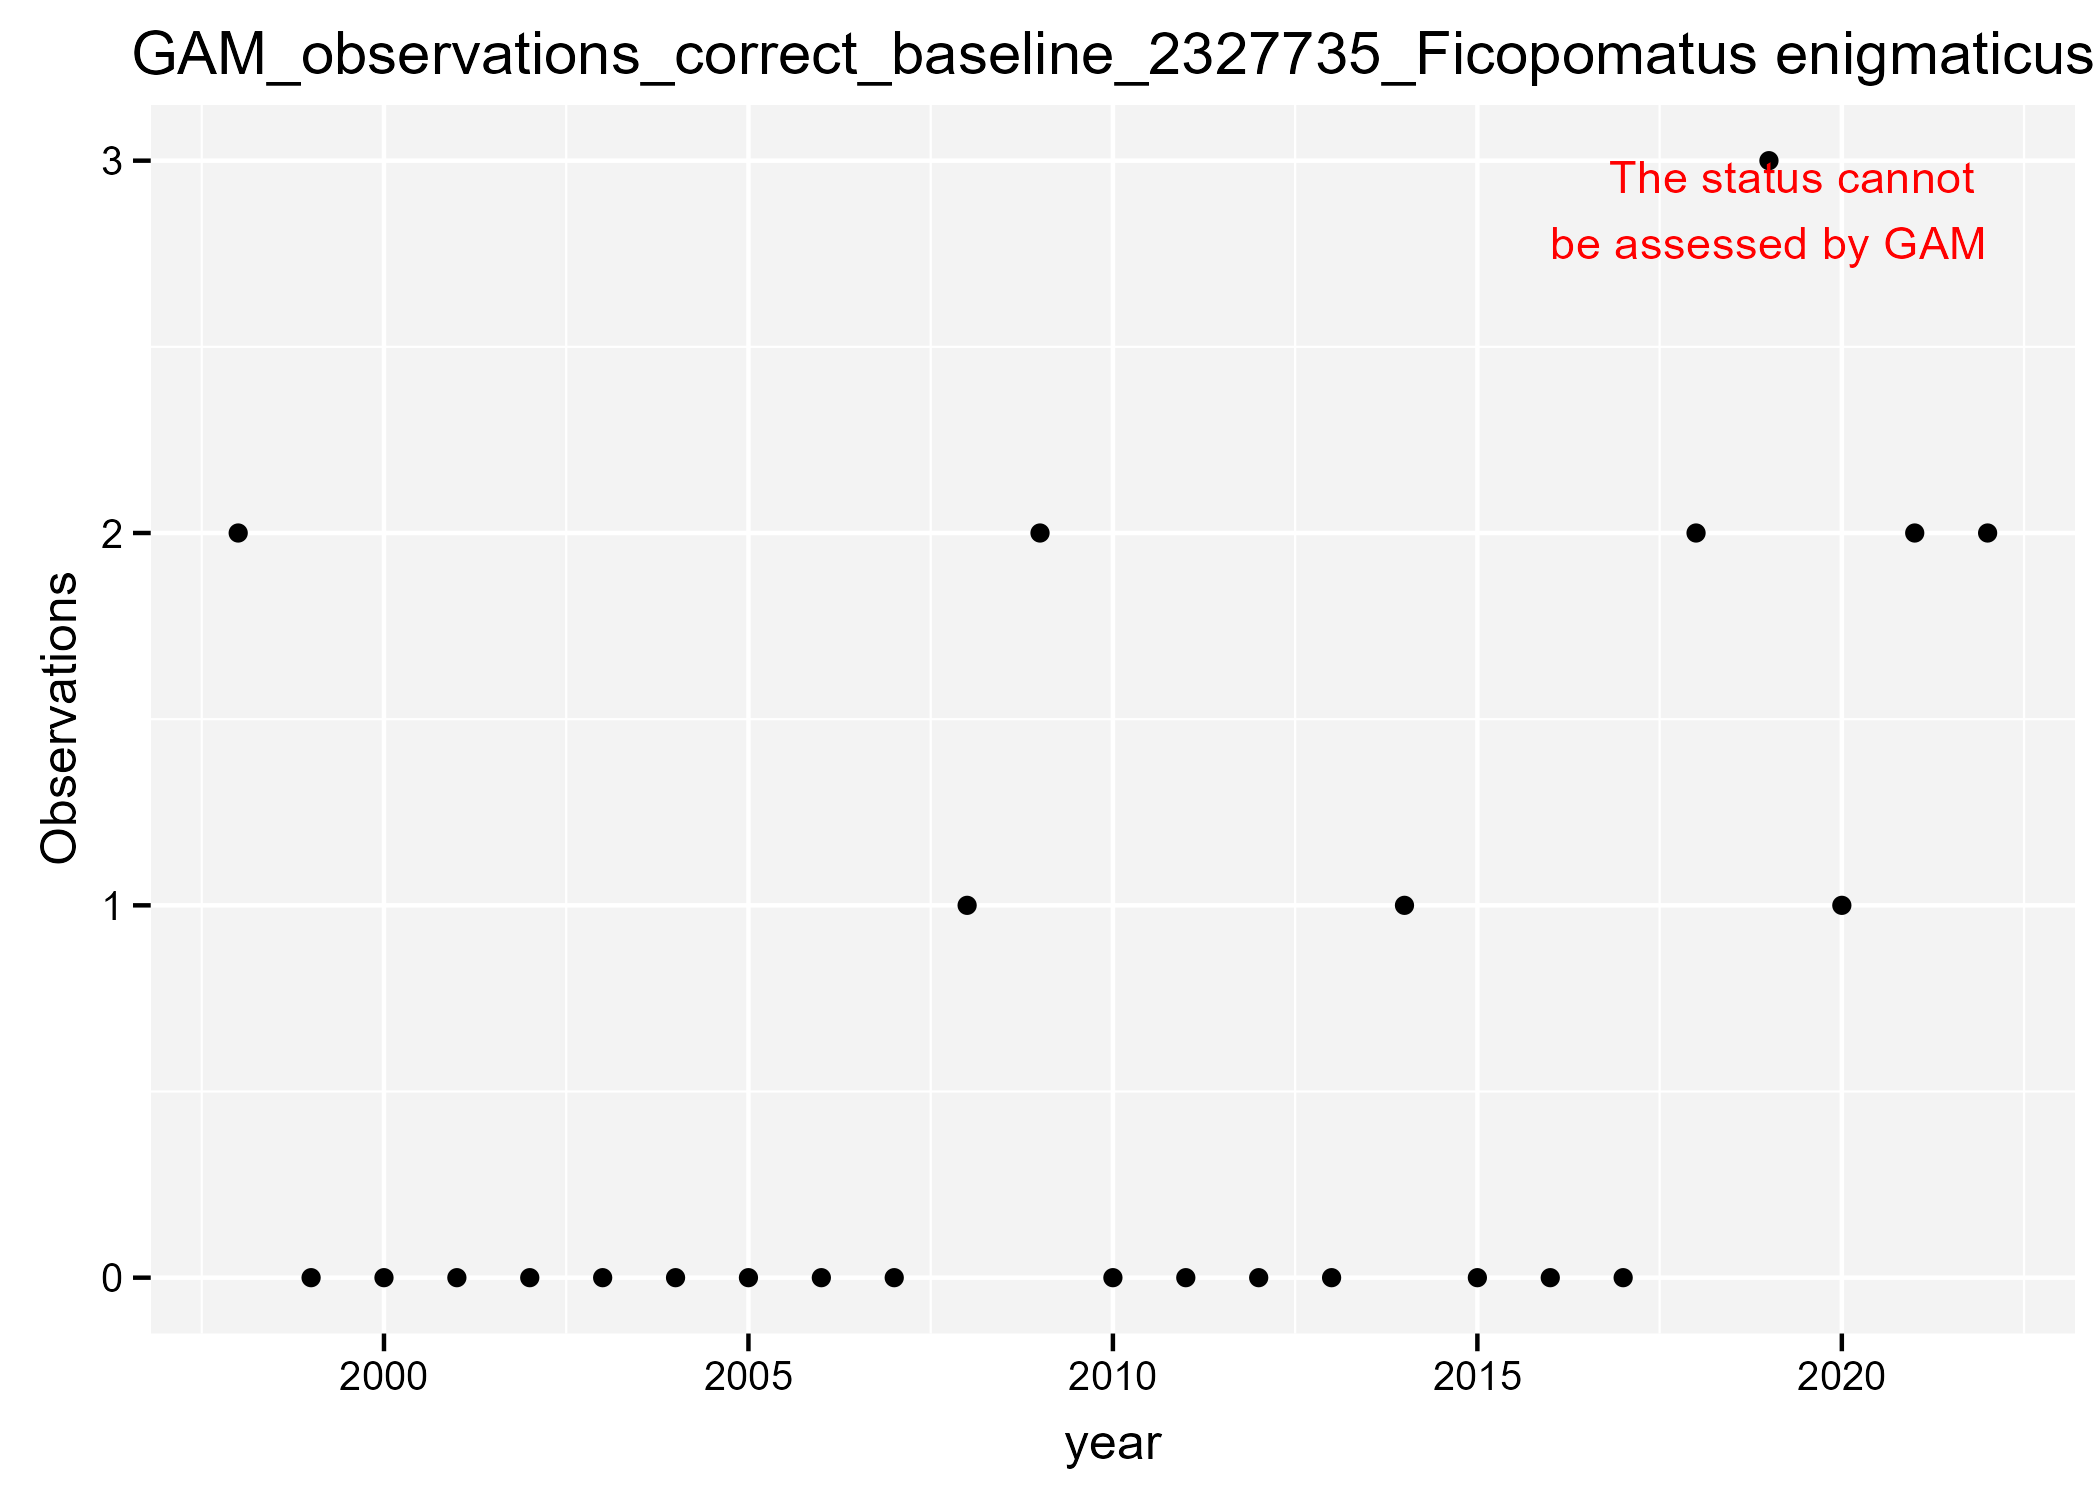 GAM_observations_correct_baseline_2327735_Ficopomatus enigmaticus
3
The status cannot
be assessed by GAM
2
Observations
1
0
2000 2005 2010 2015 2020
year